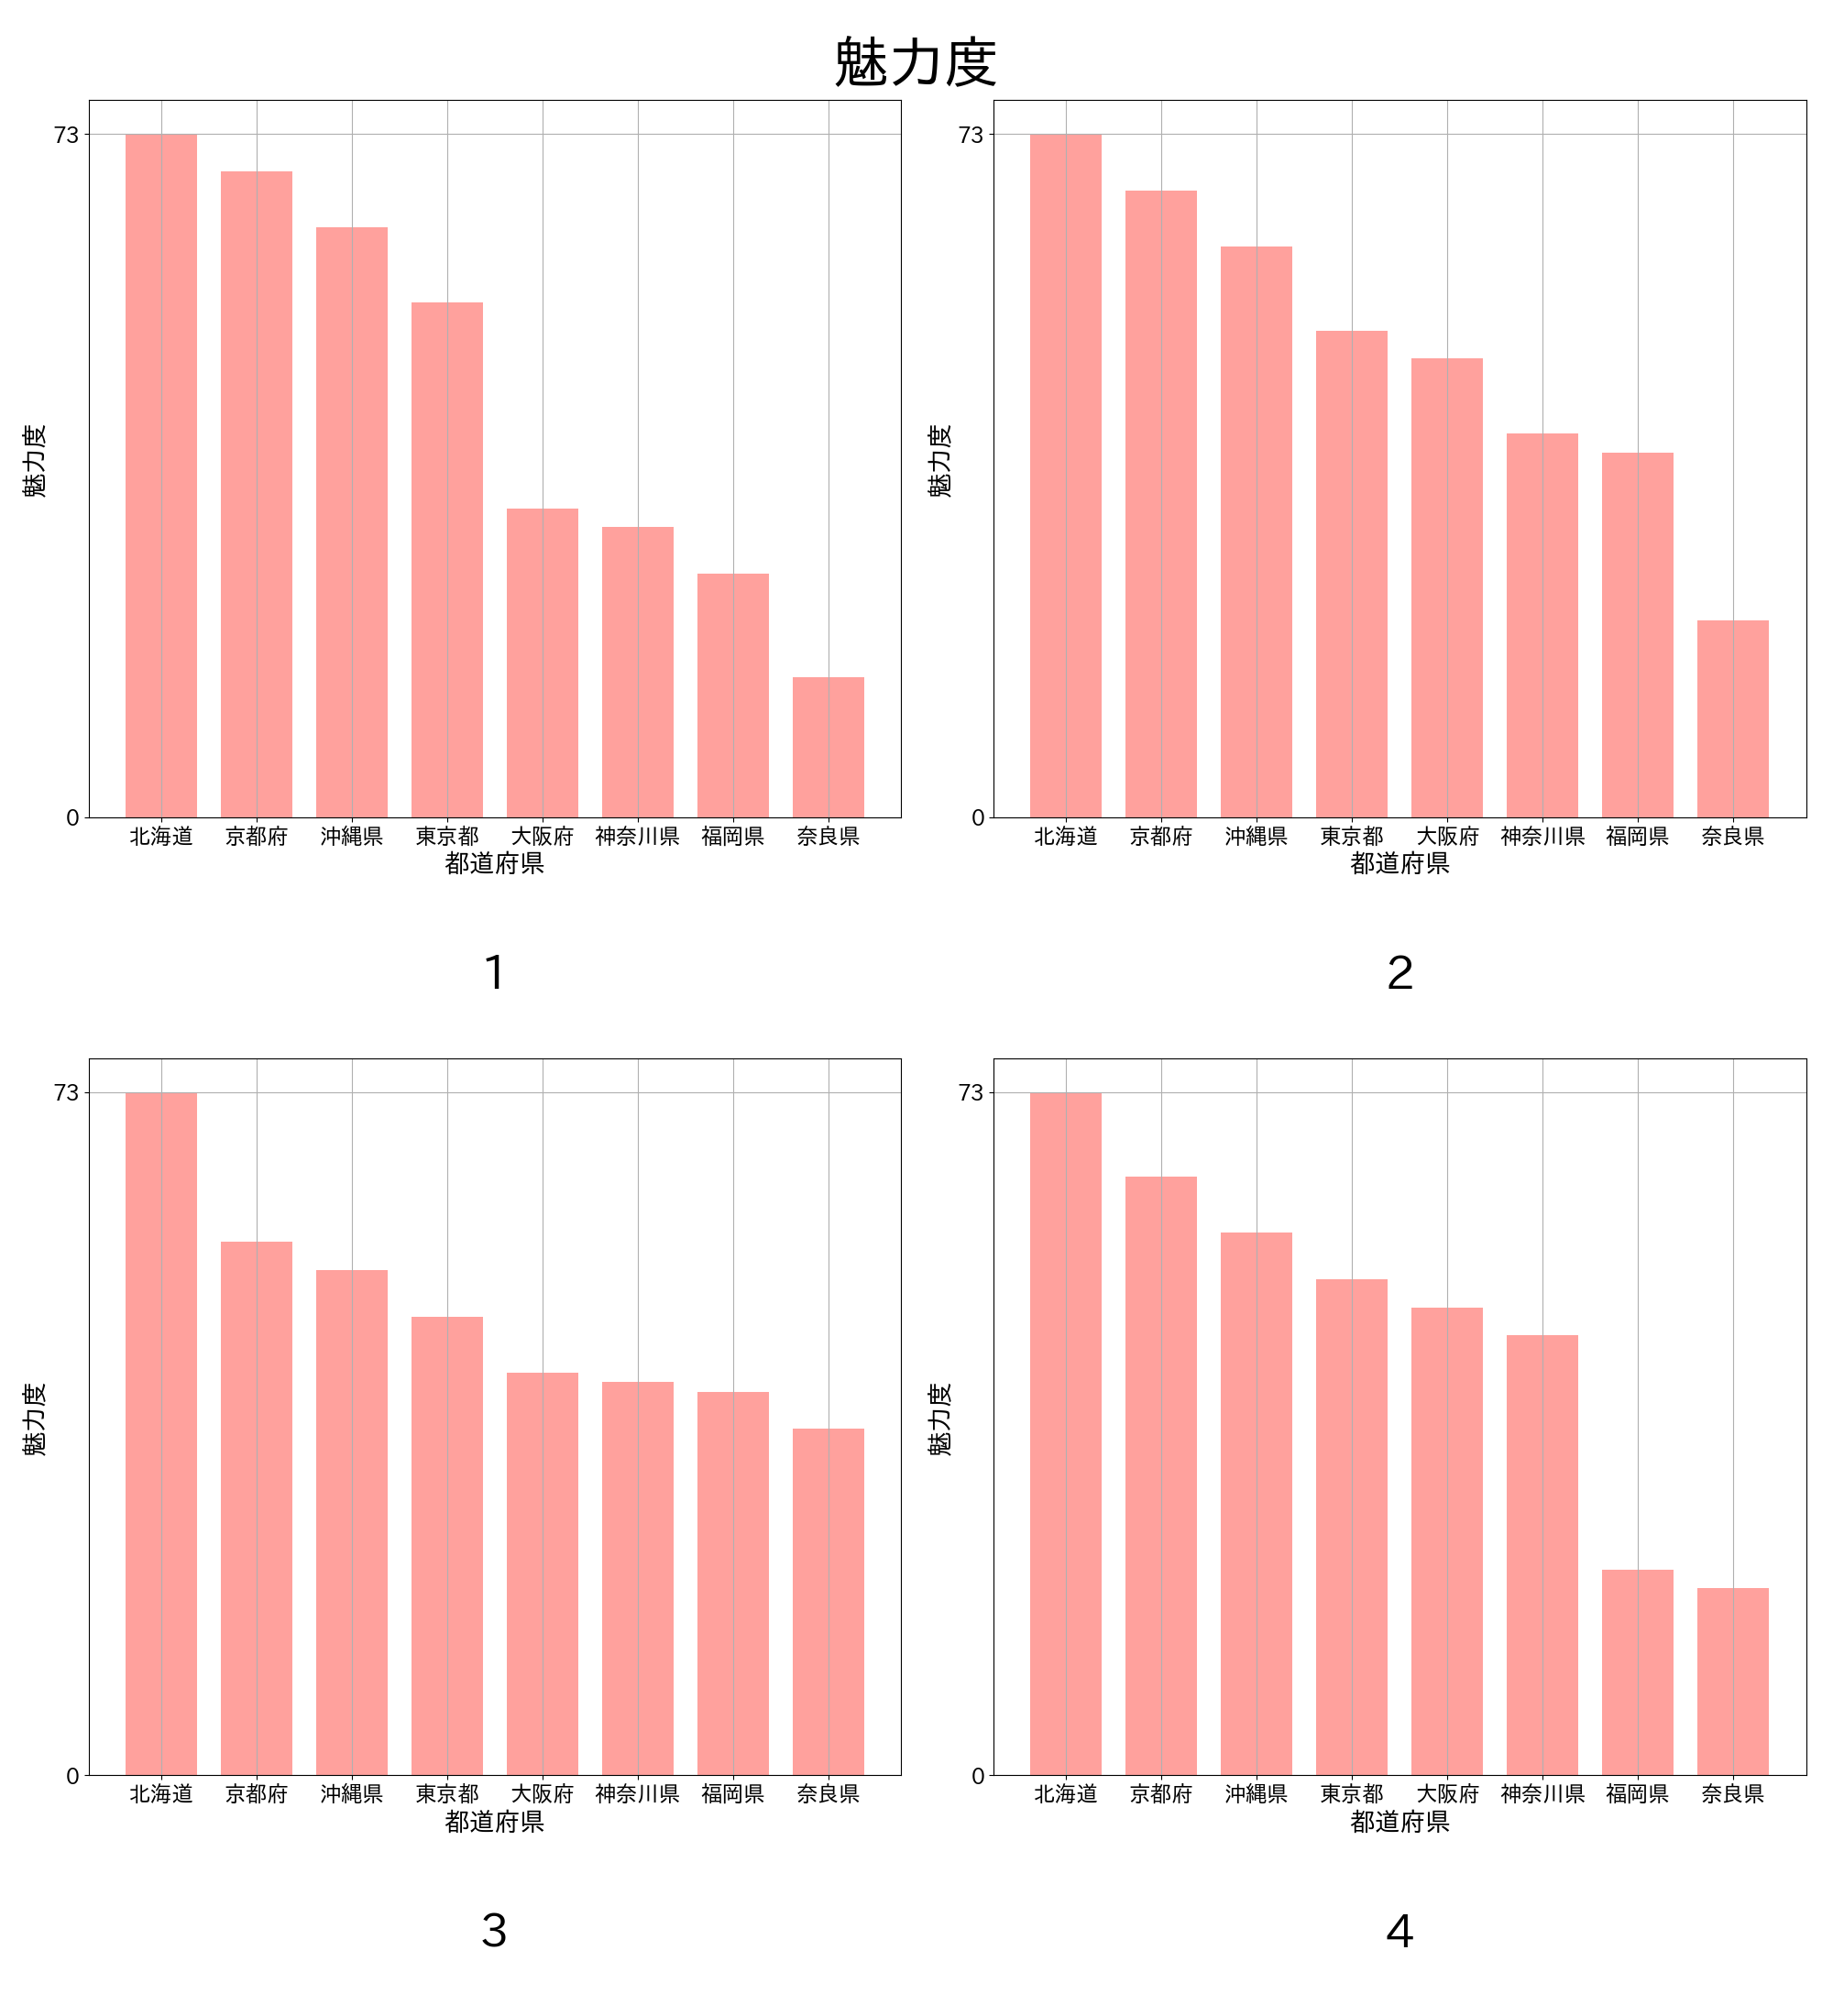 魅力度
73
0
魅力度
北海道 京都府 沖縄県 東京都 大阪府 神奈川県 福岡県 奈良県
都道府県
1
73
0
魅力度
北海道 京都府 沖縄県 東京都 大阪府 神奈川県 福岡県 奈良県
都道府県
2
73
0
魅力度
北海道 京都府 沖縄県 東京都 大阪府 神奈川県 福岡県 奈良県
都道府県
3
73
0
魅力度
北海道 京都府 沖縄県 東京都 大阪府 神奈川県 福岡県 奈良県
都道府県
4